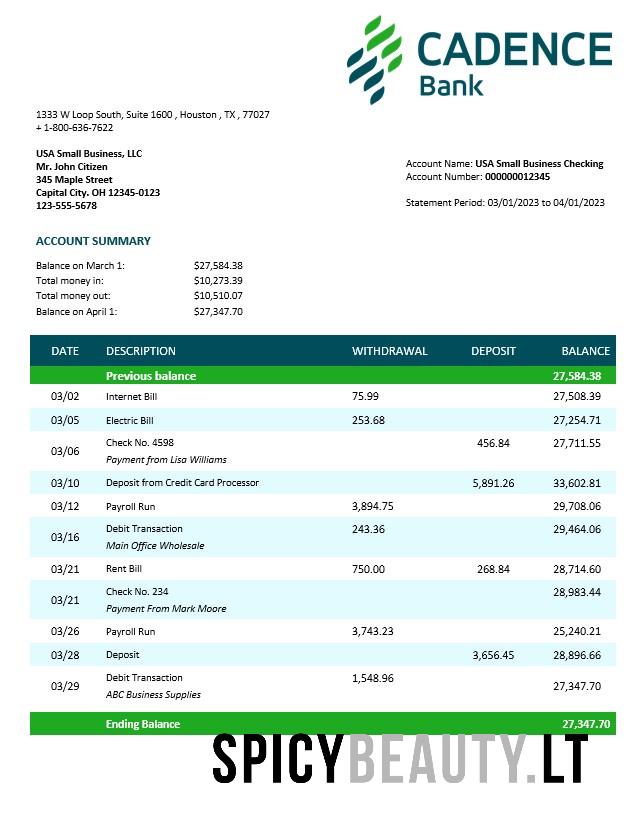 CADENCE
Bank
1333 W Loop South, Suite 1600 , Houston , TX , 77027
+ 1-800-636-7622
USA Small Business, LLC
Mr. John Citizen
345 Maple Street
Capital City. OH 12345-0123
123-555-5678
Account Name: USA Small Business Checking
Account Number: 000000012345
Statement Period: 03/01/2023 to 04/01/2023
ACCOUNT SUMMARY
Balance on March 1: $27,584.38
Total money in: $10,273.39
Total money out: $10,510.07
Balance on April 1: $27,347.70
DATE DESCRIPTION WITHDRAWAL DEPOSIT BALANCE
Previous balance 27,584.38
03/02 Internet Bill 75.99 27,508.39
03/05 Electric Bill 253.68 27,254.71
03/06 Check No. 4598 456.84 27,711.55
Payment from Lisa Williams
03/10 Deposit from Credit Card Processor 5,891.26 33,602.81
03/12 Payroll Run 3,894.75 29,708.06
03/16 Debit Transaction 243.36 29,464.06
Main Office Wholesale
03/21 Rent Bill 750.00 268.84 28,714.60
03/21 Check No. 234 28,983.44
Payment From Mark Moore
03/26 Payroll Run 3,743.23 25,240.21
03/28 Deposit 3,656.45 28,896.66
03/29 Debit Transaction 1,548.96 27,347.70
ABC Business Supplies
Ending Balance 27,347.70
SPICYBEAUTY.LT